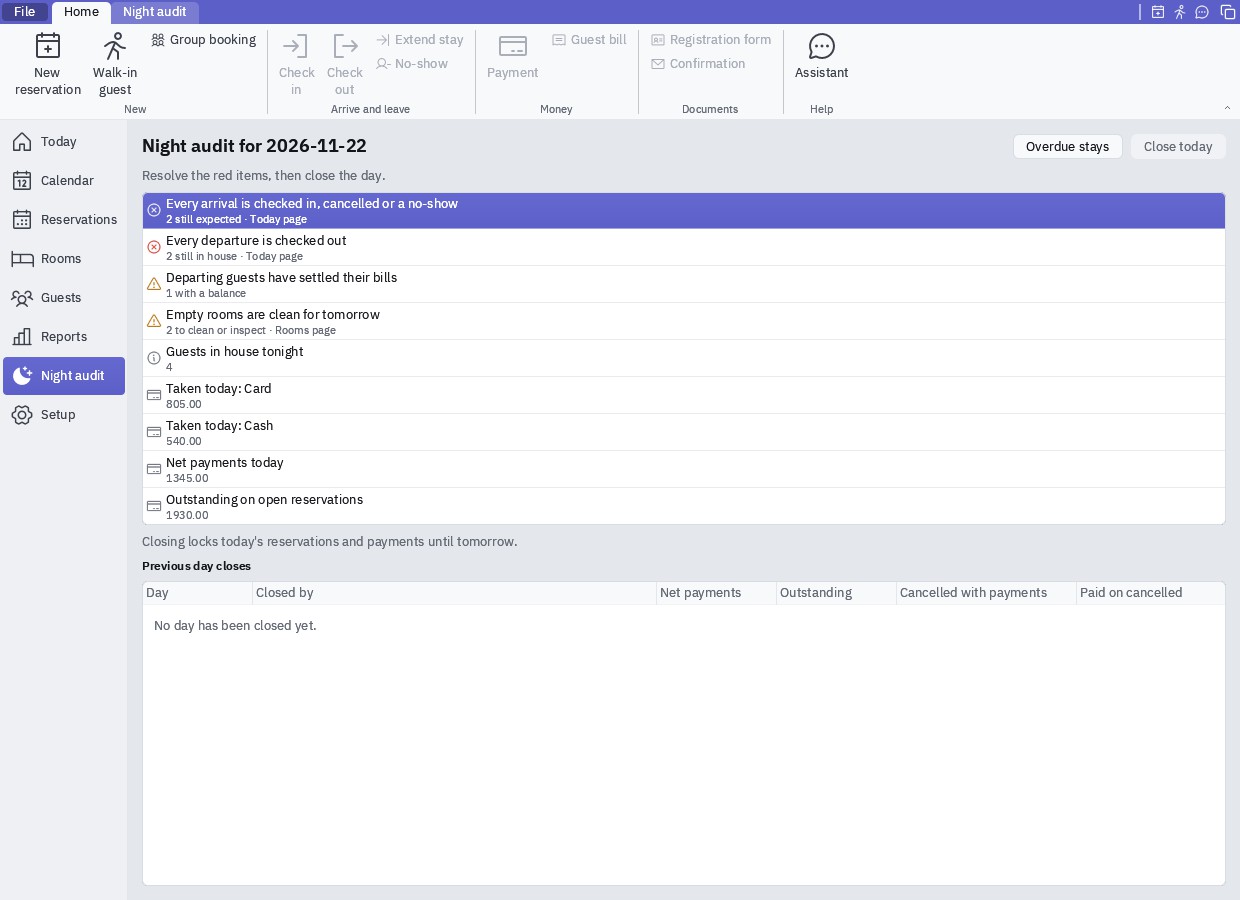 File
Home
Night audit
New reservation
Walk-in guest
Group booking
New
Check in
Check out
Extend stay
No-show
Arrive and leave
Payment
Guest bill
Money
Registration form
Confirmation
Documents
Assistant
Help
Today
Calendar
Reservations
Rooms
Guests
Reports
Night audit
Setup
Night audit for 2026-11-22
Overdue stays
Close today
Resolve the red items, then close the day.
Every arrival is checked in, cancelled or a no-show
2 still expected · Today page
Every departure is checked out
2 still in house · Today page
Departing guests have settled their bills
1 with a balance
Empty rooms are clean for tomorrow
2 to clean or inspect · Rooms page
Guests in house tonight
4
Taken today: Card
805.00
Taken today: Cash
540.00
Net payments today
1345.00
Outstanding on open reservations
1930.00
Closing locks today's reservations and payments until tomorrow.
Previous day closes
Day
Closed by
Net payments
Outstanding
Cancelled with payments
Paid on cancelled
No day has been closed yet.